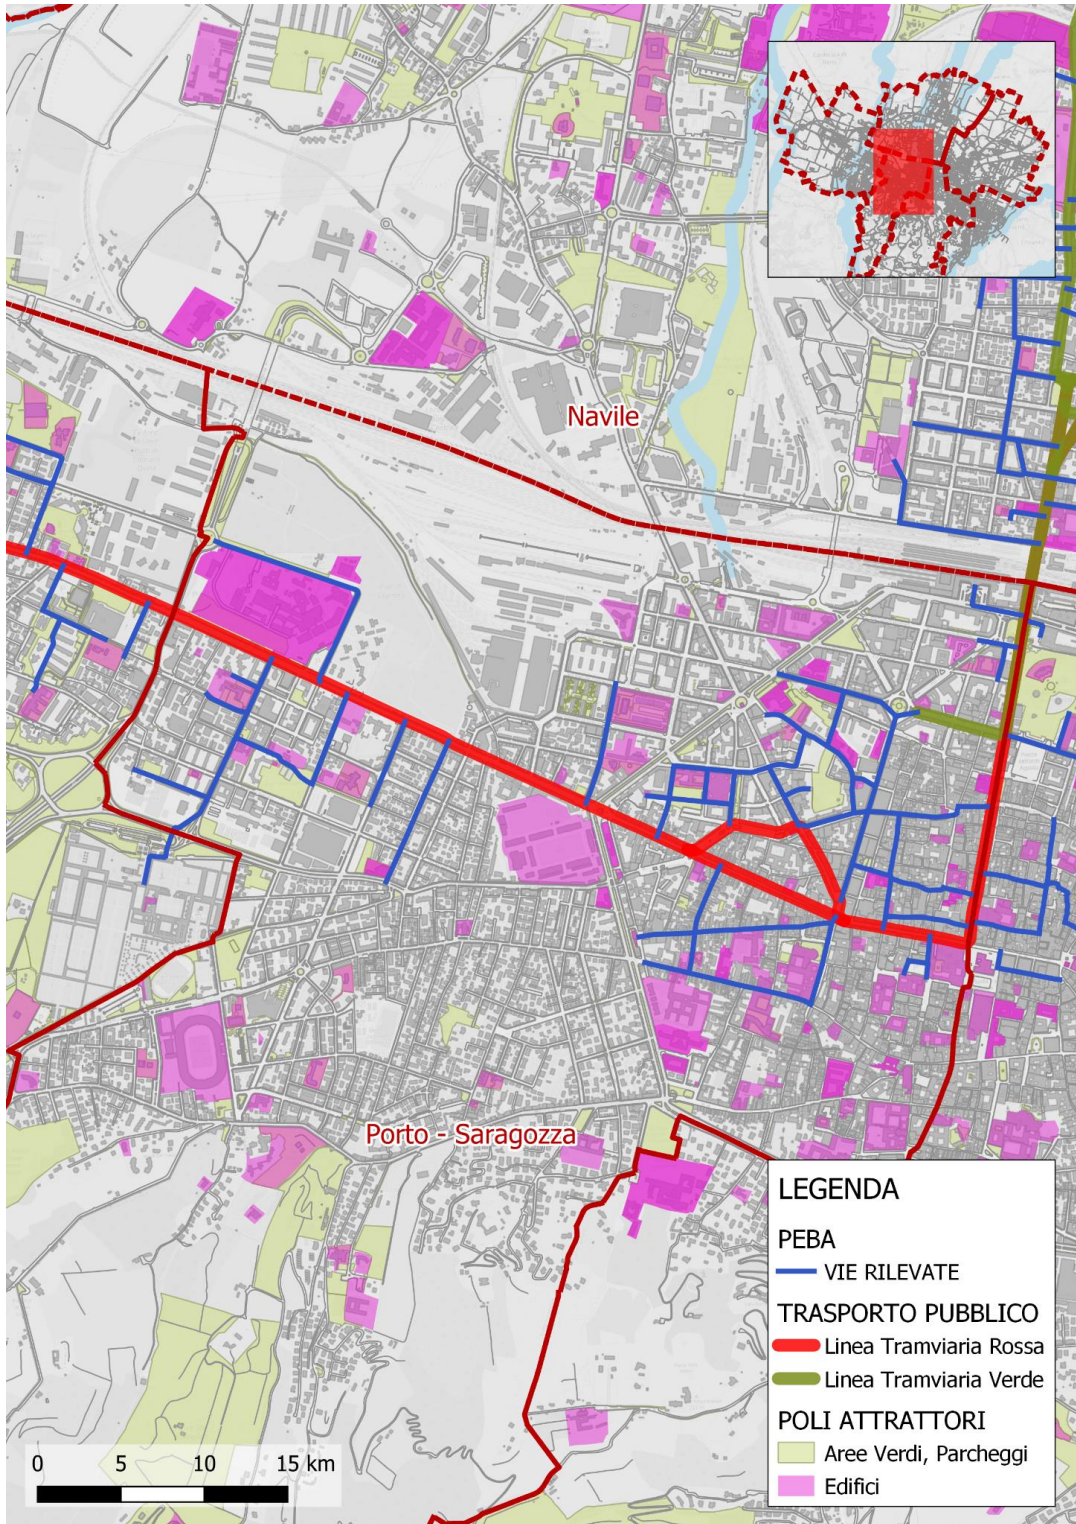 Navile
Porto - Saragozza
LEGENDA
PEBA
VIE RILEVATE
TRASPORTO PUBBLICO
Linea Tramviaria Rossa
Linea Tramviaria Verde
POLI ATTRATTORI
Aree Verdi, Parcheggi
Edifici
0 5 10 15 km